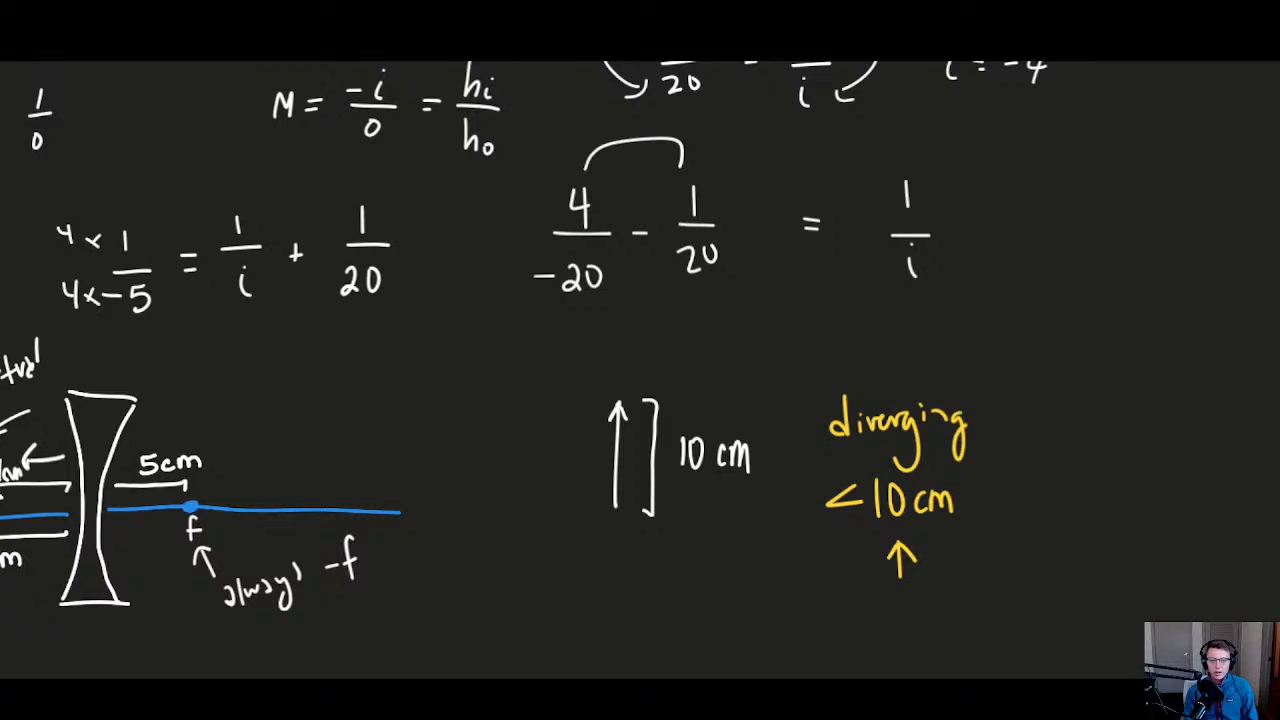 1/0
M = -i/o = hi/ho
20 - i
i = -4
4 x 1 / 4 x -5 = 1/i + 1/20
4/-20 - 1/20 = 1/i
5cm
f
always -f
10 cm
diverging
< 10 cm
↑
m